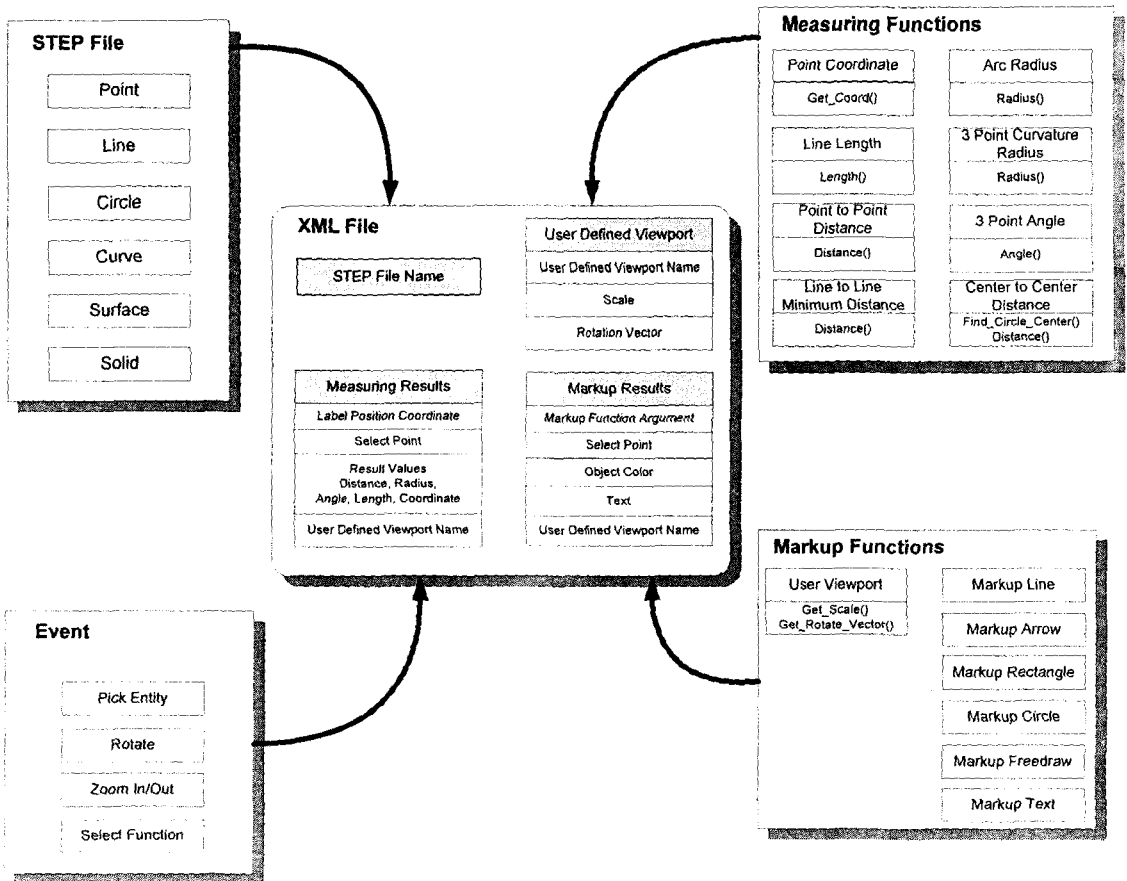 STEP File
Point
Line
Circle
Curve
Surface
Solid
Measuring Functions
Point Coordinate
Get_Coord()
Line Length
Length()
Point to Point
Distance
Distance()
Line to Line
Minimum Distance
Distance()
Arc Radius
Radius()
3 Point Curvature
Radius
Radius()
3 Point Angle
Angle()
Center to Center
Distance
Find_Circle_Center()
Distance()
XML File
STEP File Name
User Defined Viewport
User Defined Viewport Name
Scale
Rotation Vector
Measuring Results
Label Position Coordinate
Select Point
Result Values
Distance, Radius,
Angle, Length, Coordinate
User Defined Viewport Name
Markup Results
Markup Function Argument
Select Point
Object Color
Text
User Defined Viewport Name
Event
Pick Entity
Rotate
Zoom In/Out
Select Function
Markup Functions
User Viewport
Get_Scale()
Get_Rotate_Vector()
Markup Line
Markup Arrow
Markup Rectangle
Markup Circle
Markup Freedraw
Markup Text